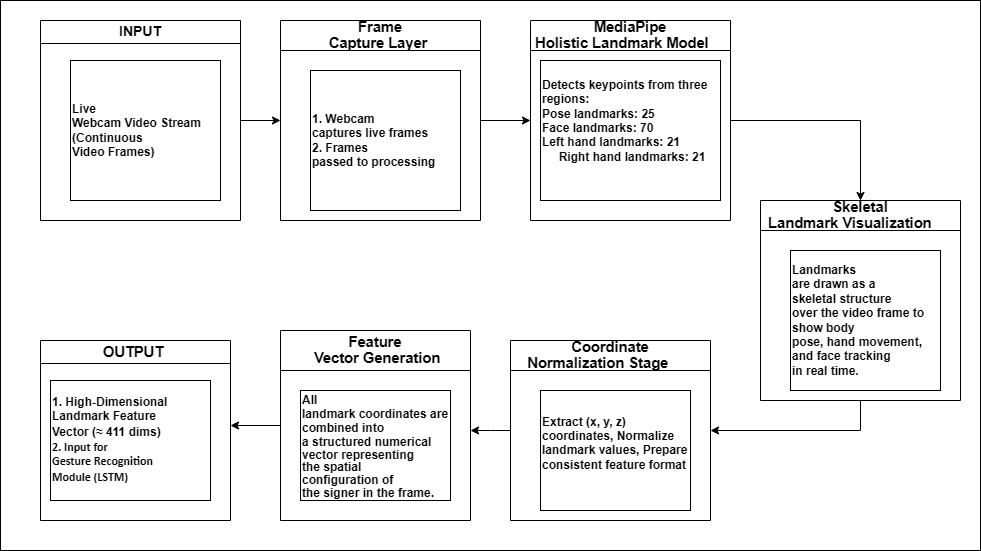 INPUT
Live
Webcam Video Stream
(Continuous
Video Frames)
Frame
Capture Layer
1. Webcam
captures live frames
2. Frames
passed to processing
MediaPipe
Holistic Landmark Model
Detects keypoints from three
regions:
Pose landmarks: 25
Face landmarks: 70
Left hand landmarks: 21
Right hand landmarks: 21
Skeletal
Landmark Visualization
Landmarks
are drawn as a
skeletal structure
over the video frame to
show body
pose, hand movement,
and face tracking
in real time.
Coordinate
Normalization Stage
Extract (x, y, z)
coordinates, Normalize
landmark values, Prepare
consistent feature format
Feature
Vector Generation
All
landmark coordinates are
combined into
a structured numerical
vector representing
the spatial
configuration of
the signer in the frame.
OUTPUT
1. High-Dimensional
Landmark Feature
Vector (≈ 411 dims)
2. Input for
Gesture Recognition
Module (LSTM)